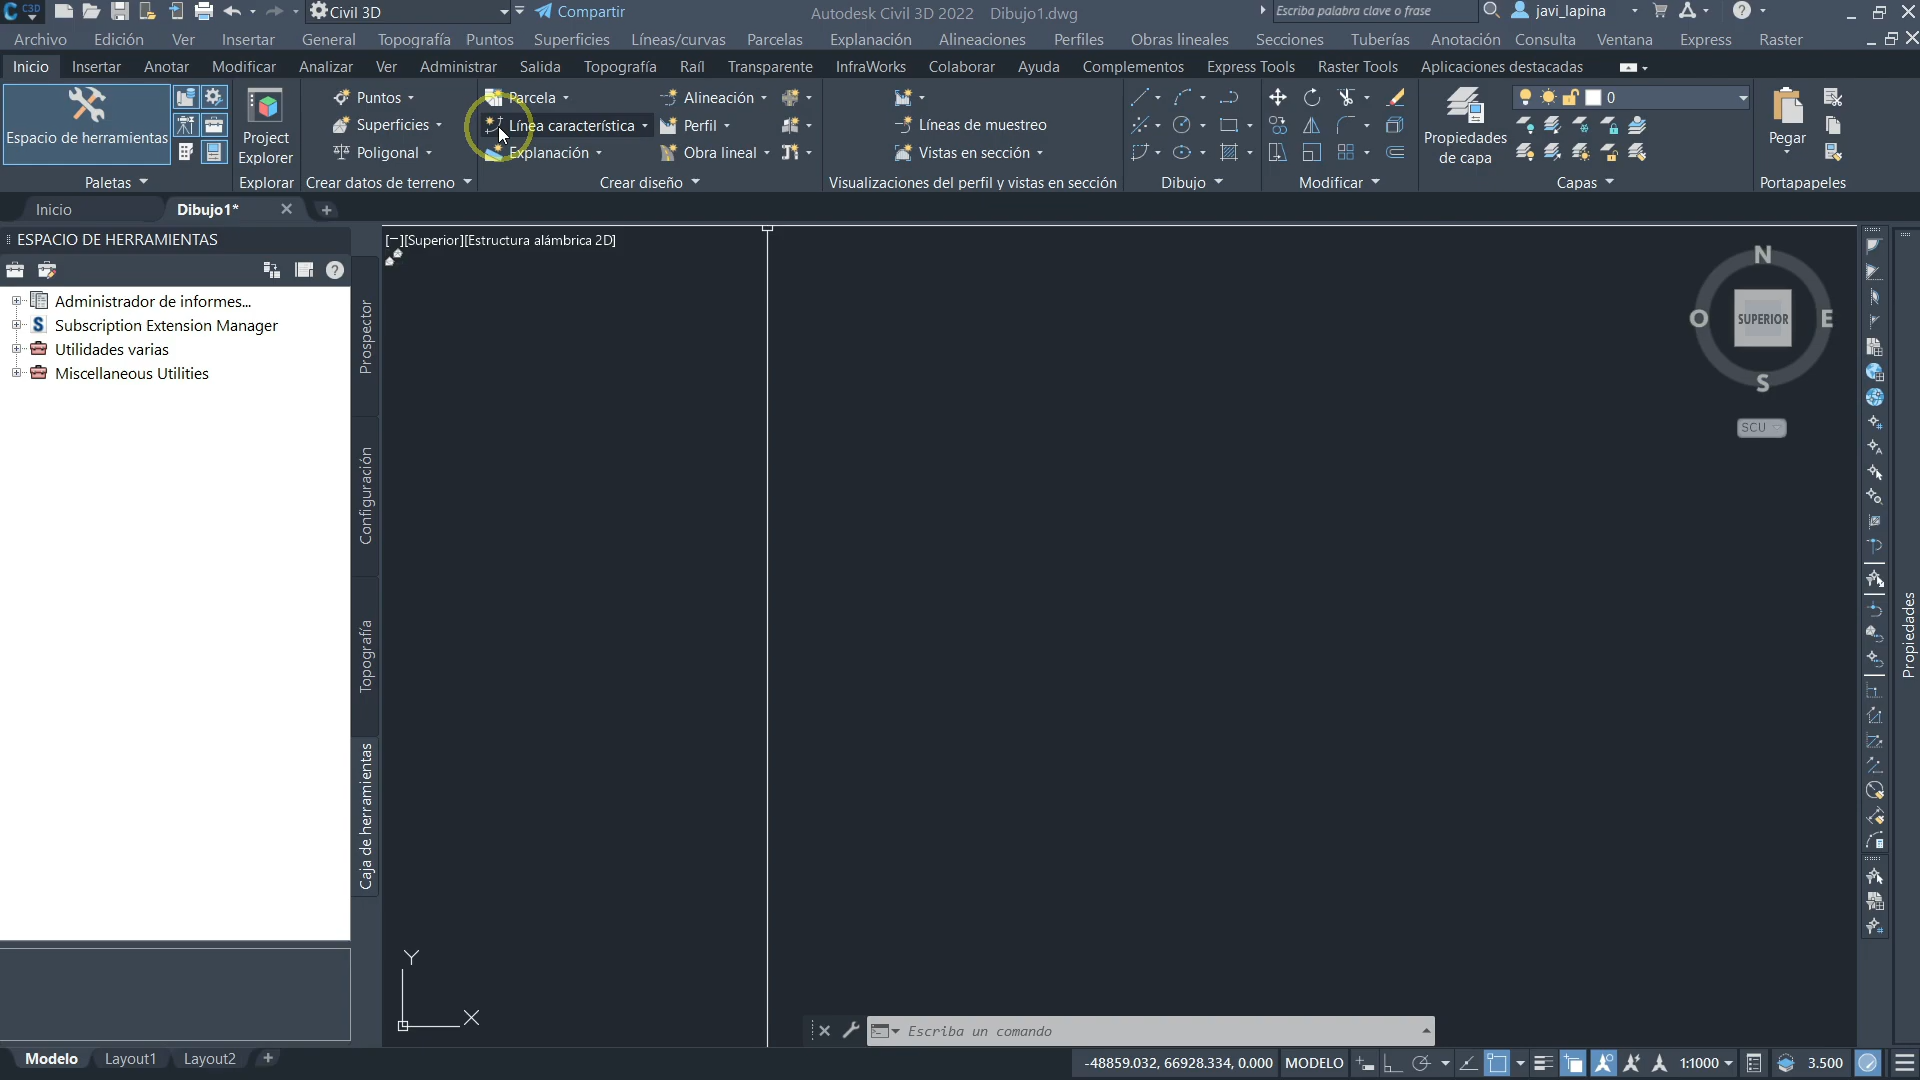 C3D
Civil 3D
Compartir
Autodesk Civil 3D 2022 Dibujo1.dwg
Escriba palabra clave o frase
javi_lapina
Archivo Edición Ver Insertar General Topografía Puntos Superficies Líneas/curvas Parcelas Explanación Alineaciones Perfiles Obras lineales Secciones Tuberías Anotación Consulta Ventana Express Raster
Inicio Insertar Anotar Modificar Analizar Ver Administrar Salida Topografía Raíl Transparente InfraWorks Colaborar Ayuda Complementos Express Tools Raster Tools Aplicaciones destacadas
Espacio de herramientas
Paletas
Project
Explorer
Explorar
Puntos
Superficies
Poligonal
Crear datos de terreno
Parcela
Línea característica
Explanación
Alineación
Perfil
Obra lineal
Crear diseño
Líneas de muestreo
Vistas en sección
Visualizaciones del perfil y vistas en sección
Dibujo
Modificar
Propiedades
de capa
0
Capas
Pegar
Portapapeles
Inicio
Dibujo1*
ESPACIO DE HERRAMIENTAS
Administrador de informes...
Subscription Extension Manager
Utilidades varias
Miscellaneous Utilities
Prospector
Configuración
Topografía
Caja de herramientas
[−][Superior][Estructura alámbrica 2D]
N
O
SUPERIOR
E
S
SCU
Propiedades
Y
X
Escriba un comando
Modelo Layout1 Layout2
-48859.032, 66928.334, 0.000 MODELO 1:1000 3.500